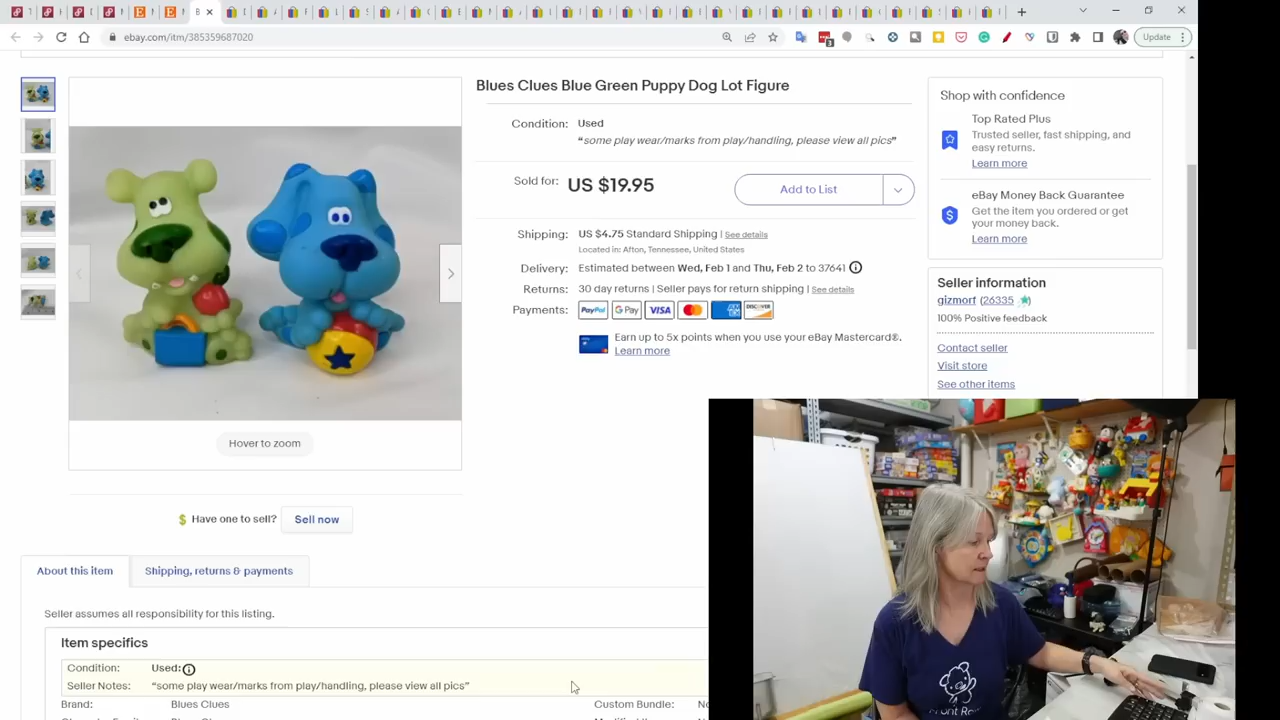 ebay.com/itm/385359687020
Update
Blues Clues Blue Green Puppy Dog Lot Figure
Condition: Used
"some play wear/marks from play/handling, please view all pics"
Sold for: US $19.95
Add to List
Shipping: US $4.75 Standard Shipping | See details
Located in: Afton, Tennessee, United States
Delivery: Estimated between Wed, Feb 1 and Thu, Feb 2 to 37641
Returns: 30 day returns | Seller pays for return shipping | See details
Payments: PayPal G Pay VISA DISCOVER
Earn up to 5x points when you use your eBay Mastercard®.
Learn more
Shop with confidence
Top Rated Plus
Trusted seller, fast shipping, and
easy returns.
Learn more
eBay Money Back Guarantee
Get the item you ordered or get
your money back.
Learn more
Seller information
gizmorf (26335)
100% Positive feedback
Contact seller
Visit store
See other items
Hover to zoom
Have one to sell? Sell now
About this item
Shipping, returns & payments
Seller assumes all responsibility for this listing.
Item specifics
Condition: Used:
Seller Notes: "some play wear/marks from play/handling, please view all pics"
Brand: Blues Clues
Custom Bundle: